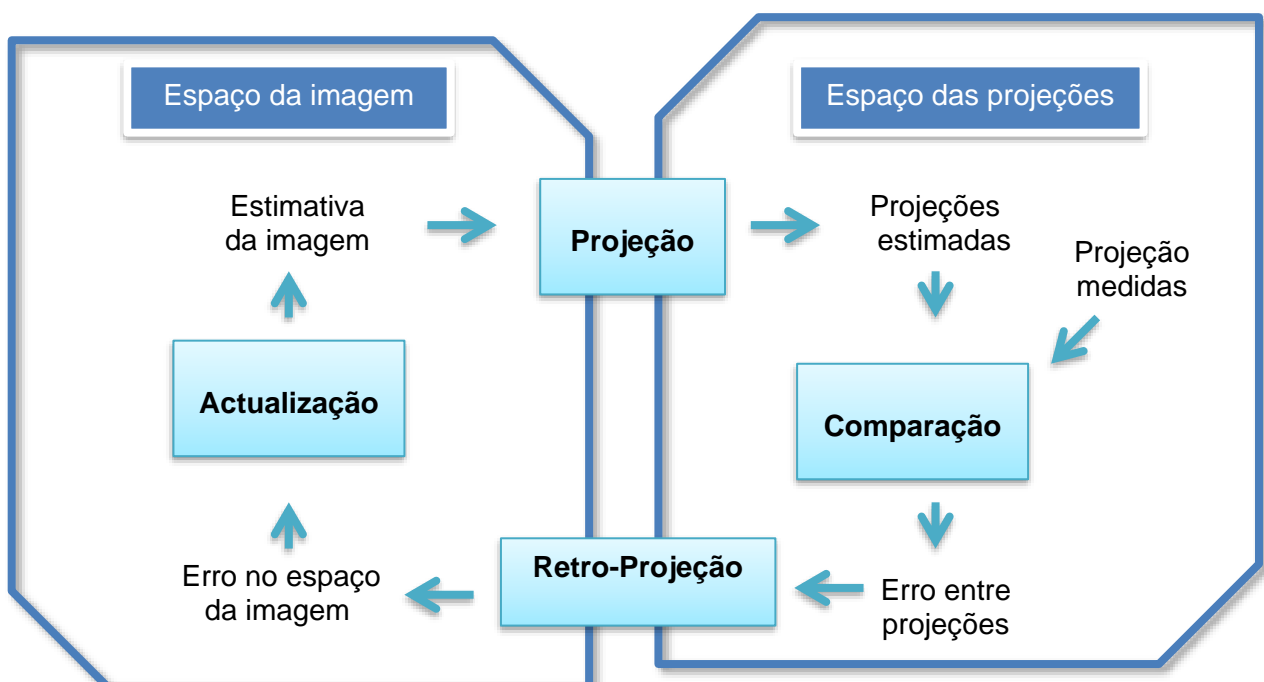 Espaço da imagem
Espaço das projeções
Estimativa
da imagem
Projeção
Projeções
estimadas
Projeção
medidas
Actualização
Comparação
Erro no espaço
da imagem
Retro-Projeção
Erro entre
projeções